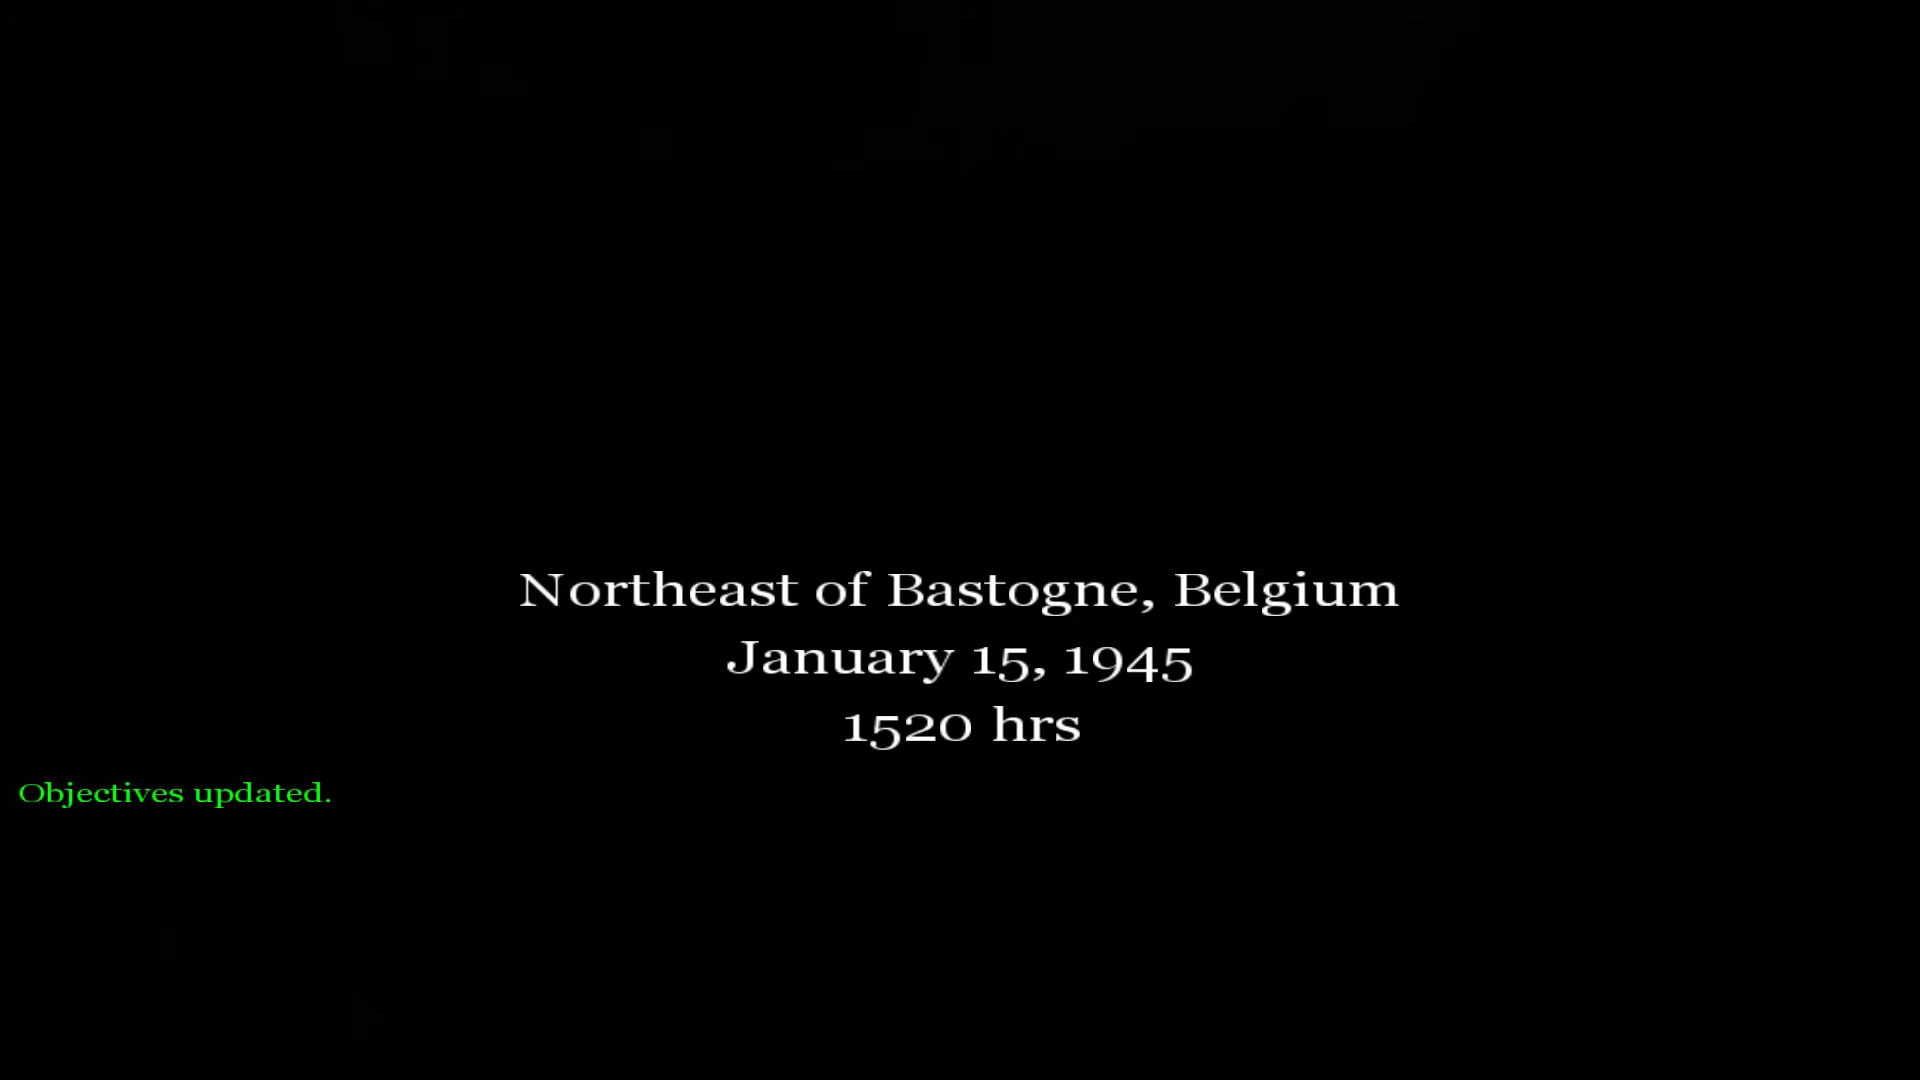 Northeast of Bastogne, Belgium
January 15, 1945
1520 hrs
Objectives updated.